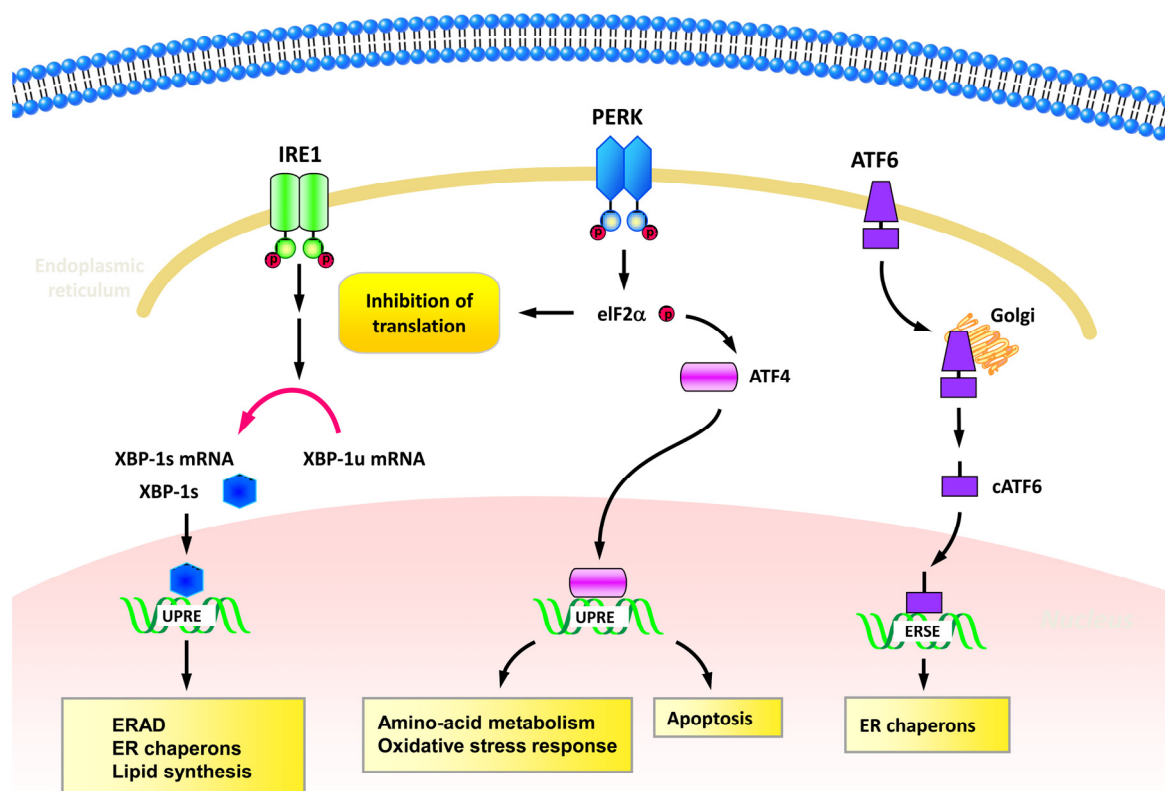 PERK
IRE1
ATF6
p
p
p
p
Endoplasmic
reticulum
Inhibition of
translation
eIF2α
p
Golgi
ATF4
XBP-1s mRNA
XBP-1u mRNA
XBP-1s
cATF6
UPRE
UPRE
ERSE
Nucleus
ERAD
ER chaperons
Lipid synthesis
Amino-acid metabolism
Oxidative stress response
Apoptosis
ER chaperons